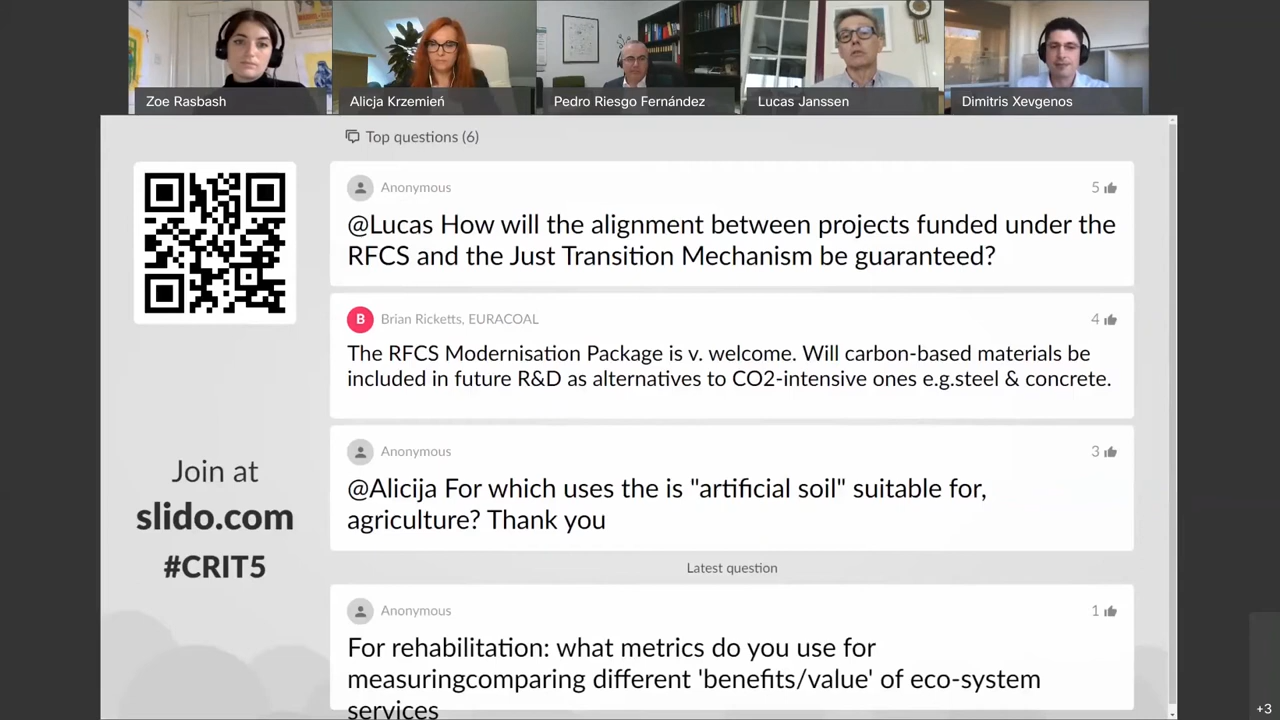 Zoe Rasbash
Alicja Krzemień
Pedro Riesgo Fernández
Lucas Janssen
Dimitris Xevgenos
Top questions (6)
Anonymous
5
@Lucas How will the alignment between projects funded under the
RFCS and the Just Transition Mechanism be guaranteed?
B
Brian Ricketts, EURACOAL
4
The RFCS Modernisation Package is v. welcome. Will carbon-based materials be
included in future R&D as alternatives to CO2-intensive ones e.g.steel & concrete.
Anonymous
3
@Alicija For which uses the is "artificial soil" suitable for,
agriculture? Thank you
Join at
slido.com
#CRIT5
Latest question
Anonymous
1
For rehabilitation: what metrics do you use for
measuringcomparing different 'benefits/value' of eco-system
services
+3